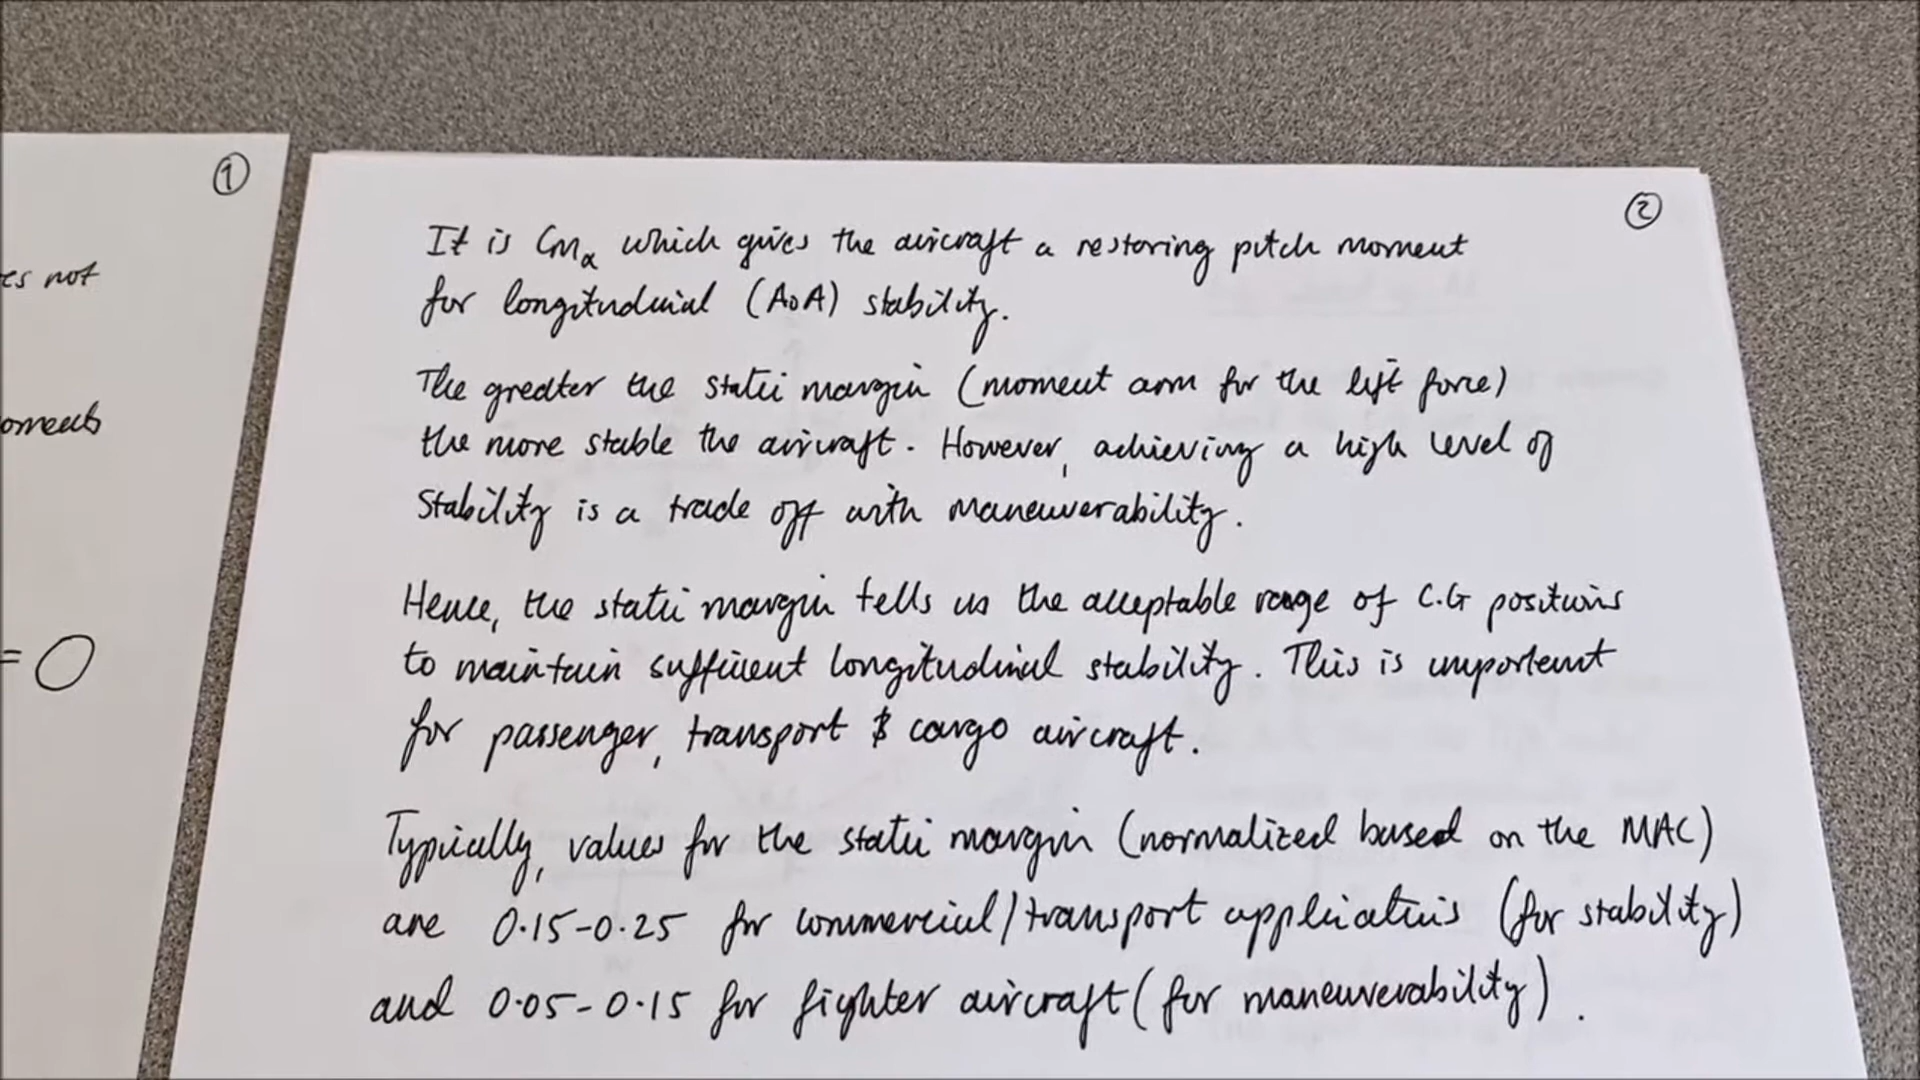 ①
es not
oments
= 0
②
It is CMα which gives the aircraft a restoring pitch moment
for longitudinal (AoA) stability.
The greater the static margin (moment arm for the lift force)
the more stable the aircraft. However, achieving a high level of
stability is a trade off with maneuverability.
Hence, the static margin tells us the acceptable range of C.G positions
to maintain sufficient longitudinal stability. This is important
for passenger, transport & cargo aircraft.
Typically, values for the static margin (normalized based on the MAC)
are 0.15-0.25 for commercial/transport applications (for stability)
and 0.05-0.15 for fighter aircraft (for maneuverability).